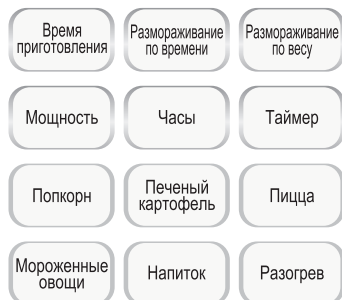 Время
приготовления
Размораживание
по времени
Размораживание
по весу
Мощность
Часы
Таймер
Попкорн
Печеный
картофель
Пицца
Мороженные
овощи
Напиток
Разогрев